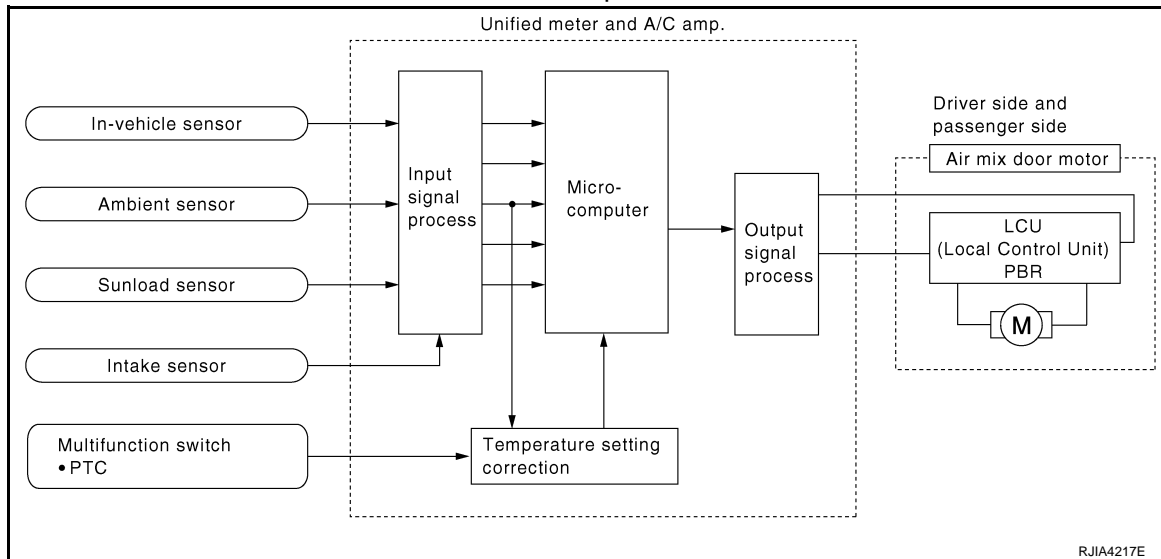 Unified meter and A/C amp.
In-vehicle sensor
Ambient sensor
Sunload sensor
Intake sensor
Multifunction switch
• PTC
Input
signal
process
Micro-
computer
Temperature setting
correction
Output
signal
process
Driver side and
passenger side
Air mix door motor
LCU
(Local Control Unit)
PBR
M
RJIA4217E